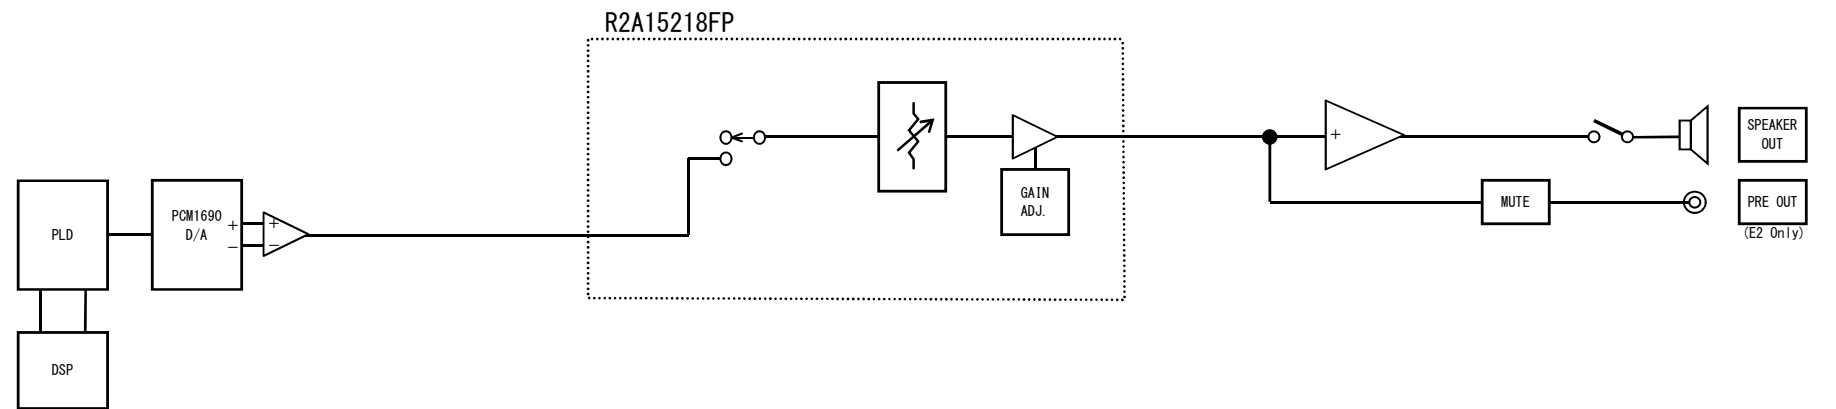 R2A15218FP
SPEAKER
OUT
+
GAIN
ADJ.
PLD
PCM1690
D/A
+
−
+
−
MUTE
PRE OUT
(E2 Only)
DSP